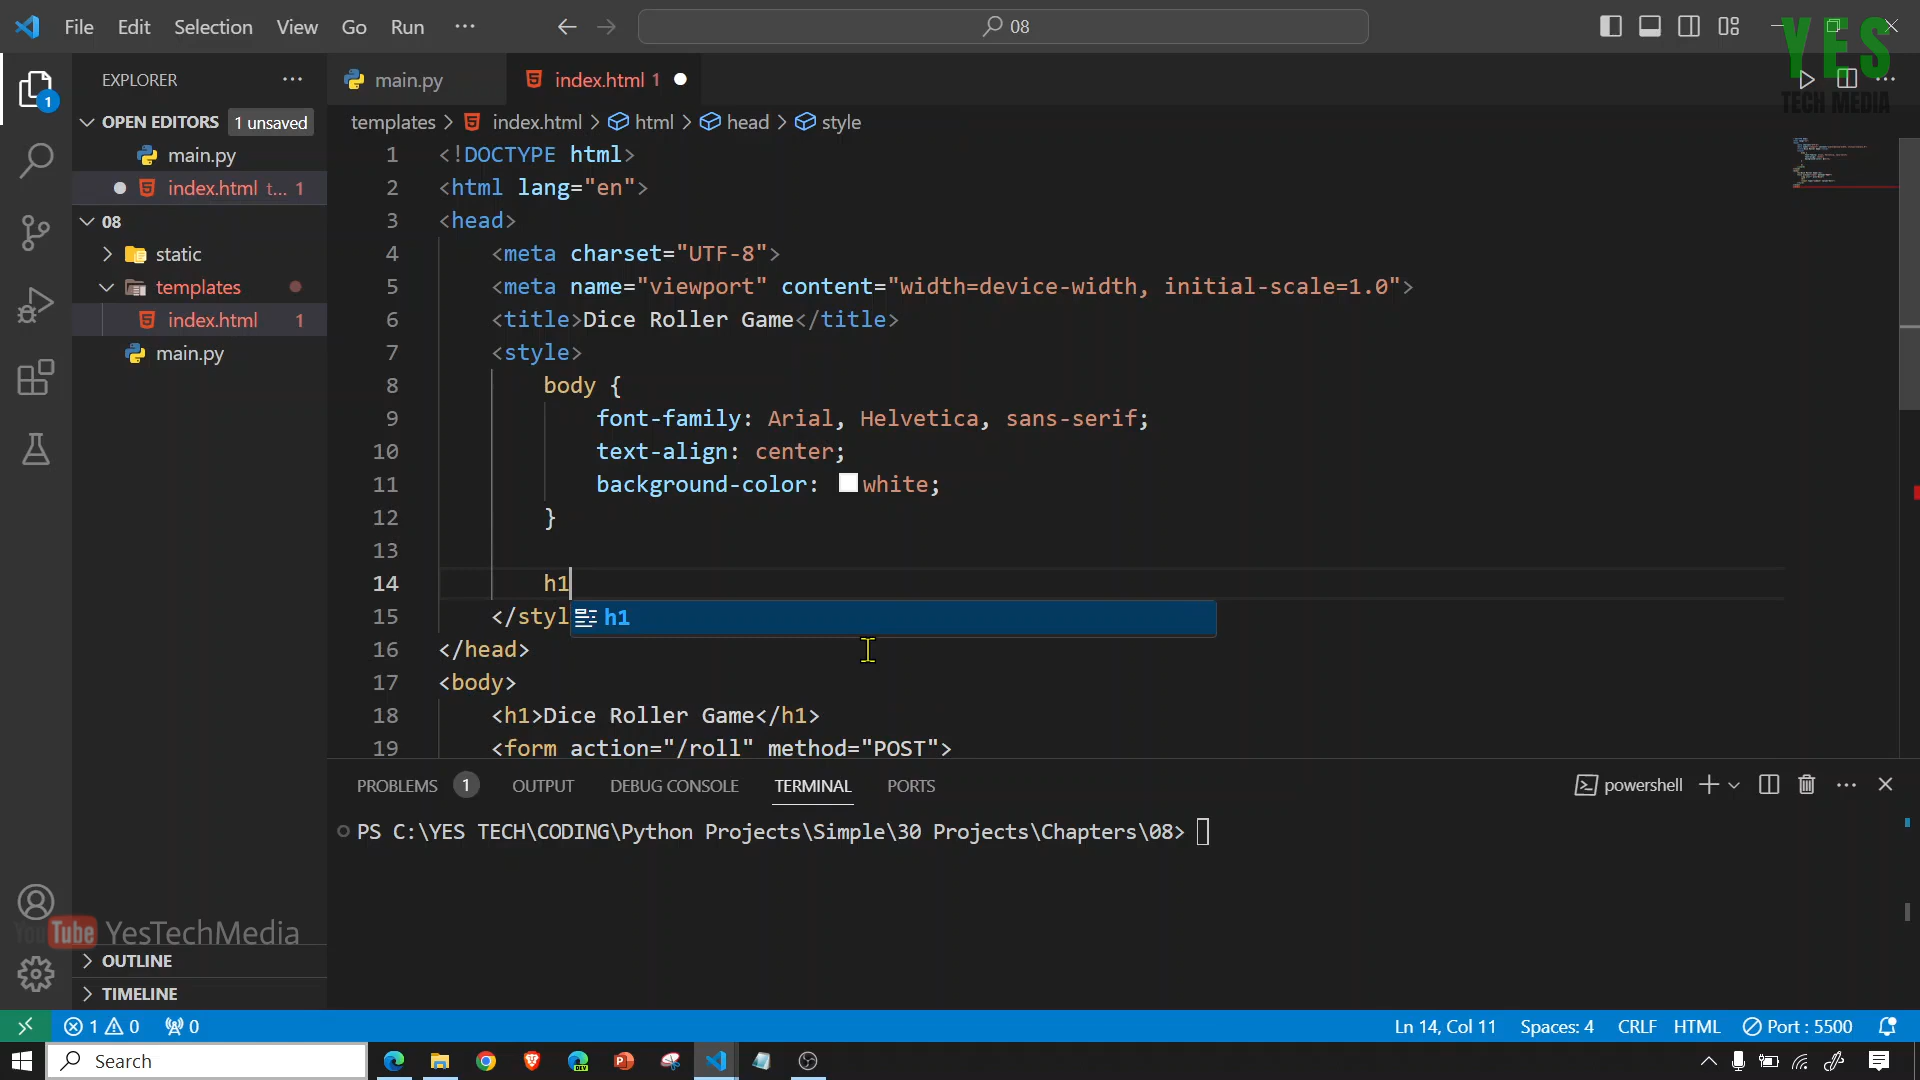 File Edit Selection View Go Run ··· 08
YES
TECH MEDIA
EXPLORER
main.py
index.html 1
OPEN EDITORS 1 unsaved
templates > index.html > html > head > style
main.py
index.html t... 1
08
static
templates
index.html 1
main.py
1 <!DOCTYPE html>
2 <html lang="en">
3 <head>
4 <meta charset="UTF-8">
5 <meta name="viewport" content="width=device-width, initial-scale=1.0">
6 <title>Dice Roller Game</title>
7 <style>
8 body {
9 font-family: Arial, Helvetica, sans-serif;
10 text-align: center;
11 background-color: white;
12 }
13
14 h1
15 </styl
h1
16 </head>
17 <body>
18 <h1>Dice Roller Game</h1>
19 <form action="/roll" method="POST">
PROBLEMS 1 OUTPUT DEBUG CONSOLE TERMINAL PORTS powershell
PS C:\YES TECH\CODING\Python Projects\Simple\30 Projects\Chapters\08>
YouTube YesTechMedia
OUTLINE
TIMELINE
1 0 0 Ln 14, Col 11 Spaces: 4 CRLF HTML Port : 5500
Search